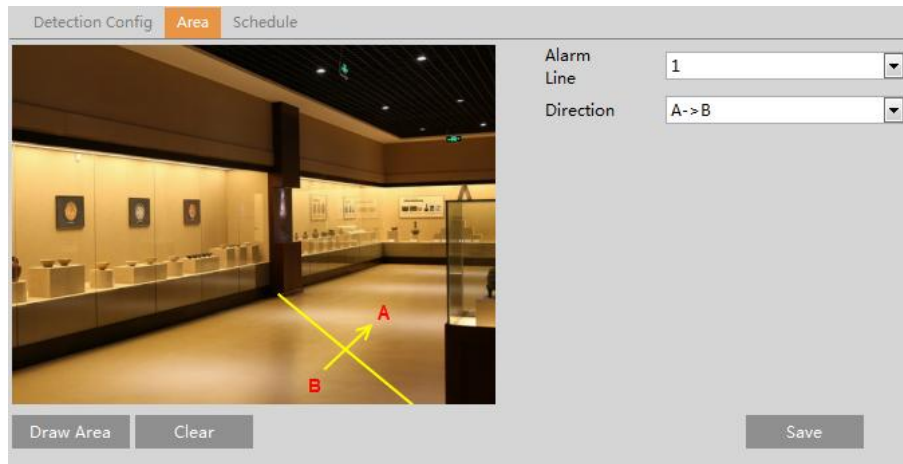 Detection Config Area Schedule
Alarm
Line
1
Direction
A->B
A
B
Draw Area Clear Save